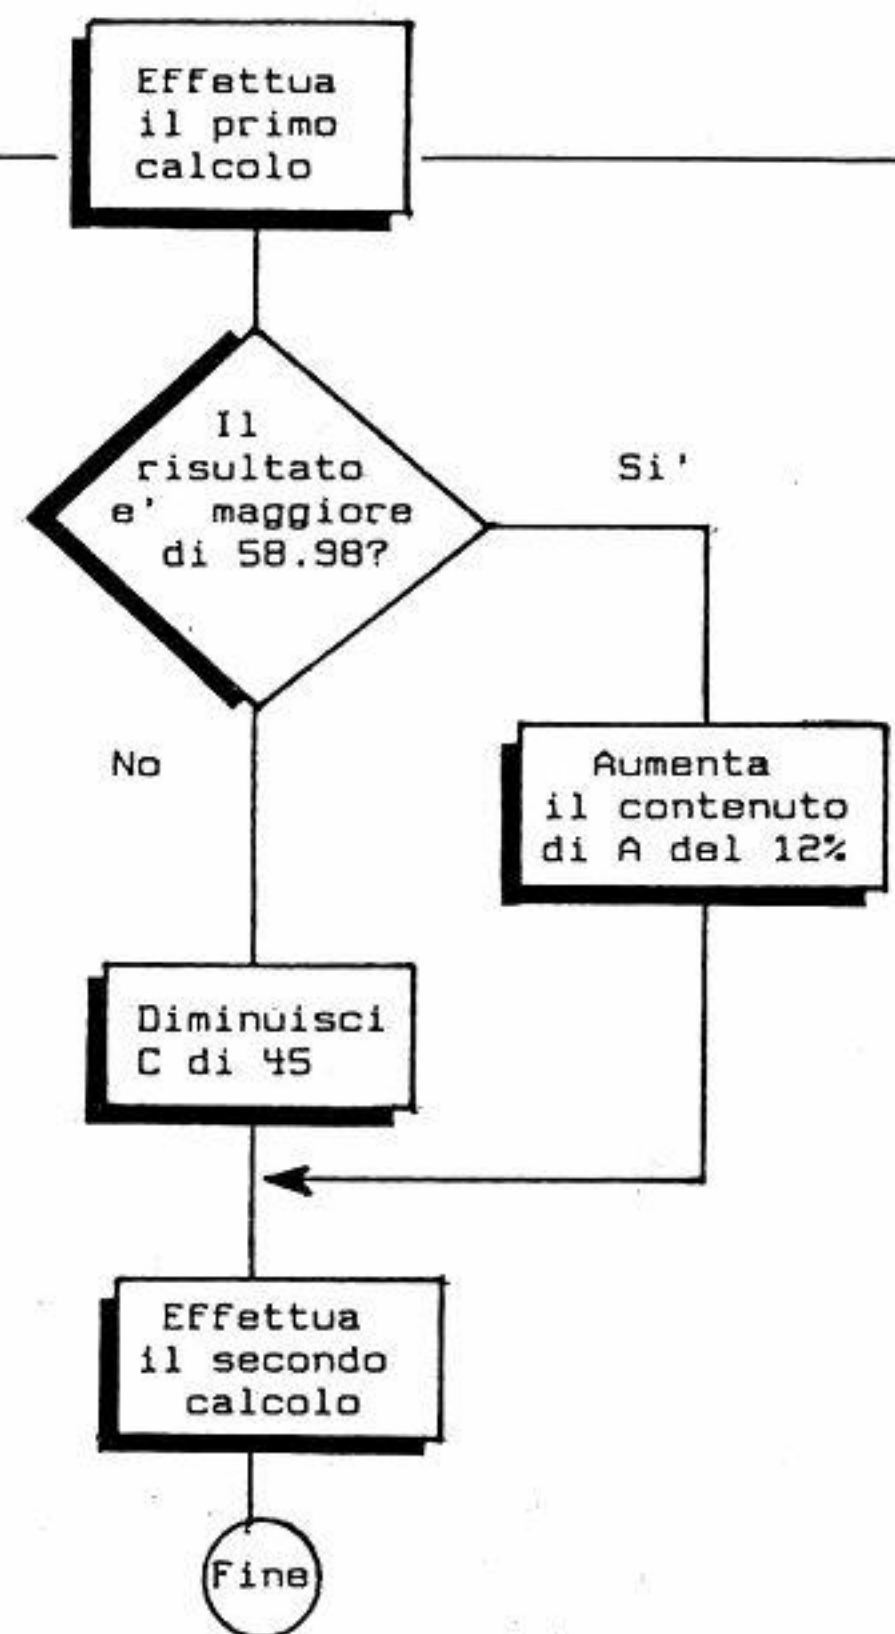 Effettua
il primo
calcolo
Il
risultato
e' maggiore
di 58.98?
Si'
No
Aumenta
il contenuto
di A del 12%
Diminuisci
C di 45
Effettua
il secondo
calcolo
Fine